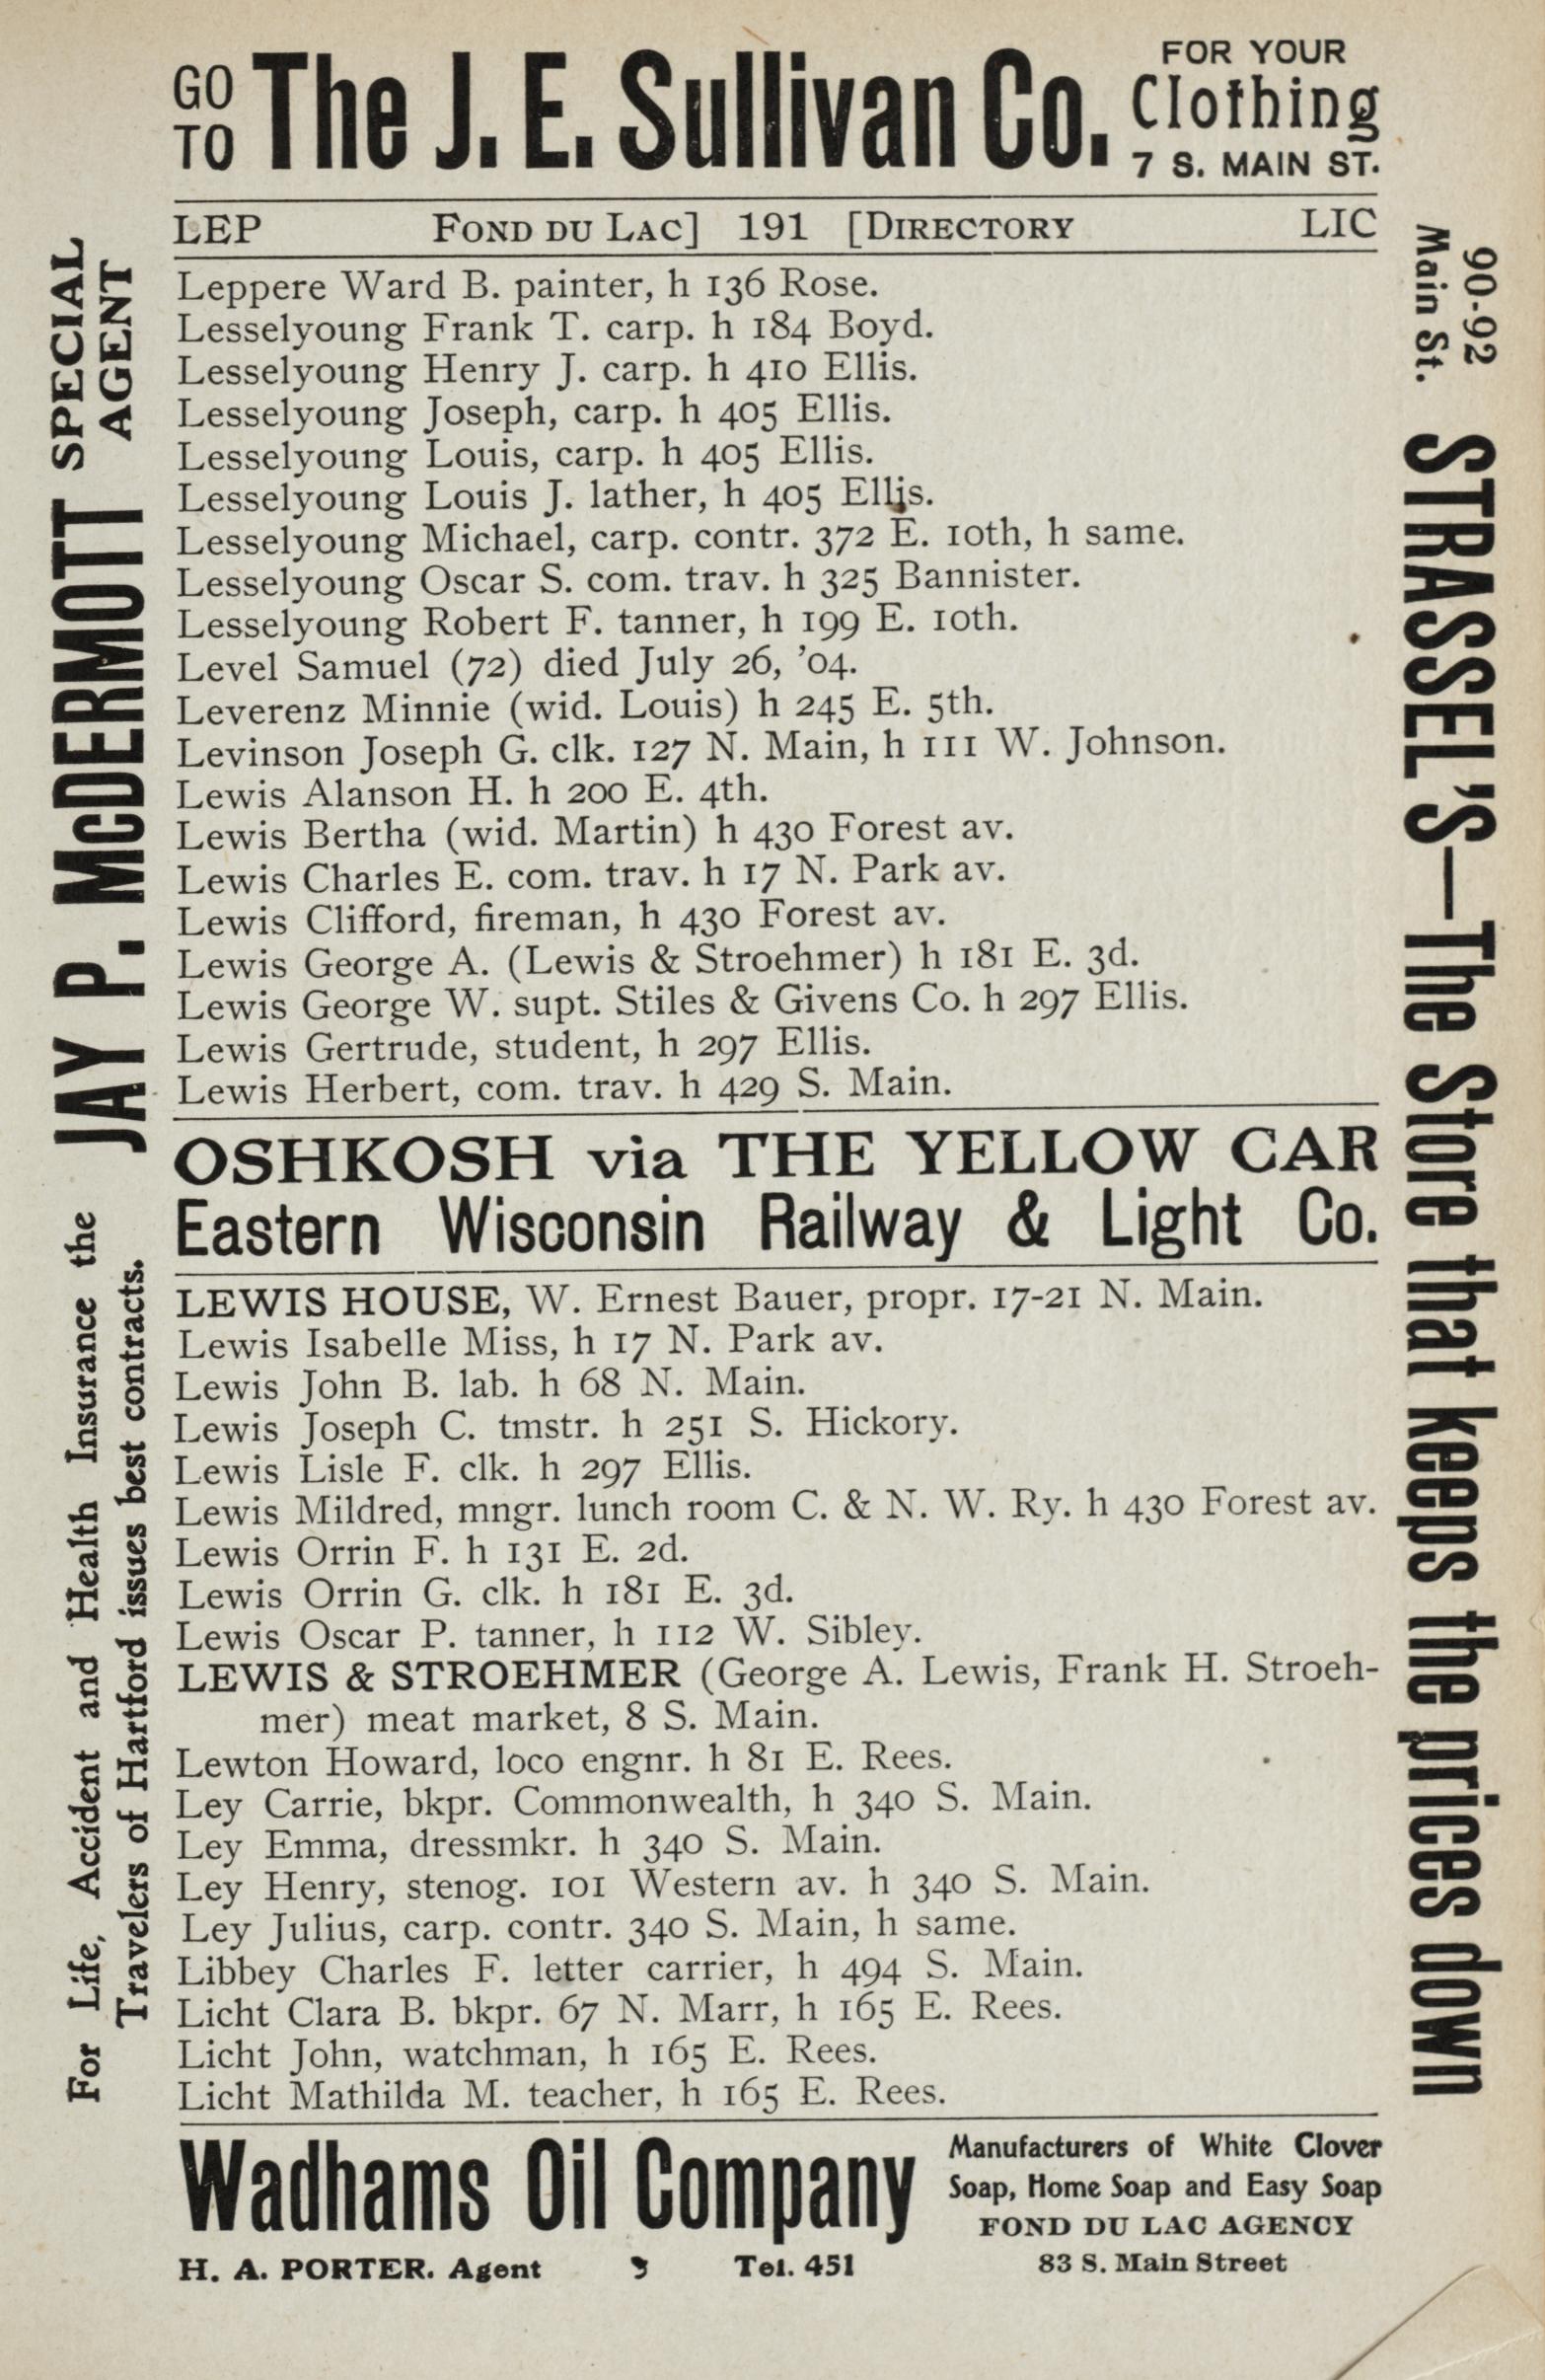 GO TO The J. E. Sullivan Co. FOR YOUR Clothing 7 S. MAIN ST.
LEP FOND DU LAC] 191 [DIRECTORY LIC
Leppere Ward B. painter, h 136 Rose.
Lesselyoung Frank T. carp. h 184 Boyd.
Lesselyoung Henry J. carp. h 410 Ellis.
Lesselyoung Joseph, carp. h 405 Ellis.
Lesselyoung Louis, carp. h 405 Ellis.
Lesselyoung Louis J. lather, h 405 Ellis.
Lesselyoung Michael, carp. contr. 372 E. 10th, h same.
Lesselyoung Oscar S. com. trav. h 325 Bannister.
Lesselyoung Robert F. tanner, h 199 E. 10th.
Level Samuel (72) died July 26, '04.
Leverenz Minnie (wid. Louis) h 245 E. 5th.
Levinson Joseph G. clk. 127 N. Main, h 111 W. Johnson.
Lewis Alanson H. h 200 E. 4th.
Lewis Bertha (wid. Martin) h 430 Forest av.
Lewis Charles E. com. trav. h 17 N. Park av.
Lewis Clifford, fireman, h 430 Forest av.
Lewis George A. (Lewis & Stroehmer) h 181 E. 3d.
Lewis George W. supt. Stiles & Givens Co. h 297 Ellis.
Lewis Gertrude, student, h 297 Ellis.
Lewis Herbert, com. trav. h 429 S. Main.
OSHKOSH via THE YELLOW CAR
Eastern Wisconsin Railway & Light Co.
LEWIS HOUSE, W. Ernest Bauer, propr. 17-21 N. Main.
Lewis Isabelle Miss, h 17 N. Park av.
Lewis John B. lab. h 68 N. Main.
Lewis Joseph C. tmstr. h 251 S. Hickory.
Lewis Lisle F. clk. h 297 Ellis.
Lewis Mildred, mngr. lunch room C. & N. W. Ry. h 430 Forest av.
Lewis Orrin F. h 131 E. 2d.
Lewis Orrin G. clk. h 181 E. 3d.
Lewis Oscar P. tanner, h 112 W. Sibley.
LEWIS & STROEHMER (George A. Lewis, Frank H. Stroeh-
mer) meat market, 8 S. Main.
Lewton Howard, loco engnr. h 81 E. Rees.
Ley Carrie, bkpr. Commonwealth, h 340 S. Main.
Ley Emma, dressmkr. h 340 S. Main.
Ley Henry, stenog. 101 Western av. h 340 S. Main.
Ley Julius, carp. contr. 340 S. Main, h same.
Libbey Charles F. letter carrier, h 494 S. Main.
Licht Clara B. bkpr. 67 N. Marr, h 165 E. Rees.
Licht John, watchman, h 165 E. Rees.
Licht Mathilda M. teacher, h 165 E. Rees.
Wadhams Oil Company
H. A. PORTER. Agent , Tel. 451
Manufacturers of White Clover
Soap, Home Soap and Easy Soap
FOND DU LAC AGENCY
83 S. Main Street
JAY P. McDERMOTT SPECIAL AGENT
For Life, Accident and Health Insurance the
Travelers of Hartford issues best contracts.
90-92 Main St. STRASSEL'S—The Store that keeps the prices down